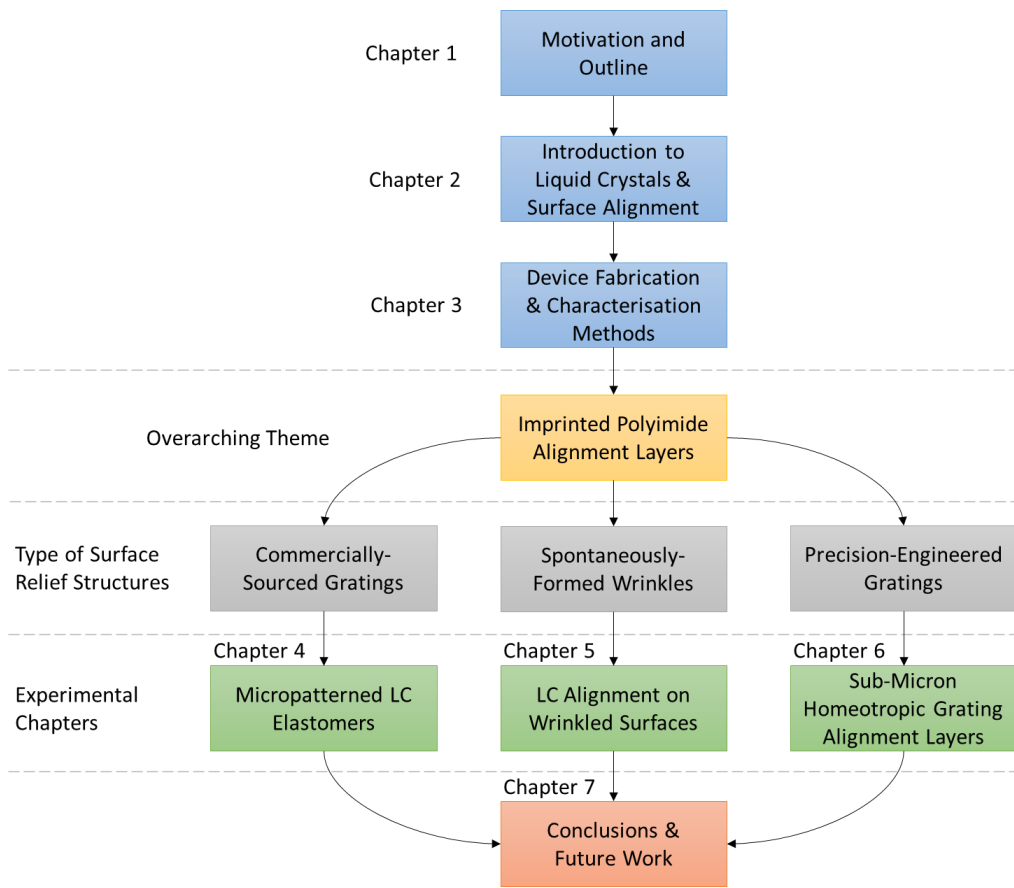 Chapter 1
Motivation and
Outline
Chapter 2
Introduction to
Liquid Crystals &
Surface Alignment
Chapter 3
Device Fabrication
& Characterisation
Methods
Overarching Theme
Imprinted Polyimide
Alignment Layers
Type of Surface
Relief Structures
Commercially-
Sourced Gratings
Spontaneously-
Formed Wrinkles
Precision-Engineered
Gratings
Experimental
Chapters
Chapter 4
Micropatterned LC
Elastomers
Chapter 5
LC Alignment on
Wrinkled Surfaces
Chapter 6
Sub-Micron
Homeotropic Grating
Alignment Layers
Chapter 7
Conclusions &
Future Work